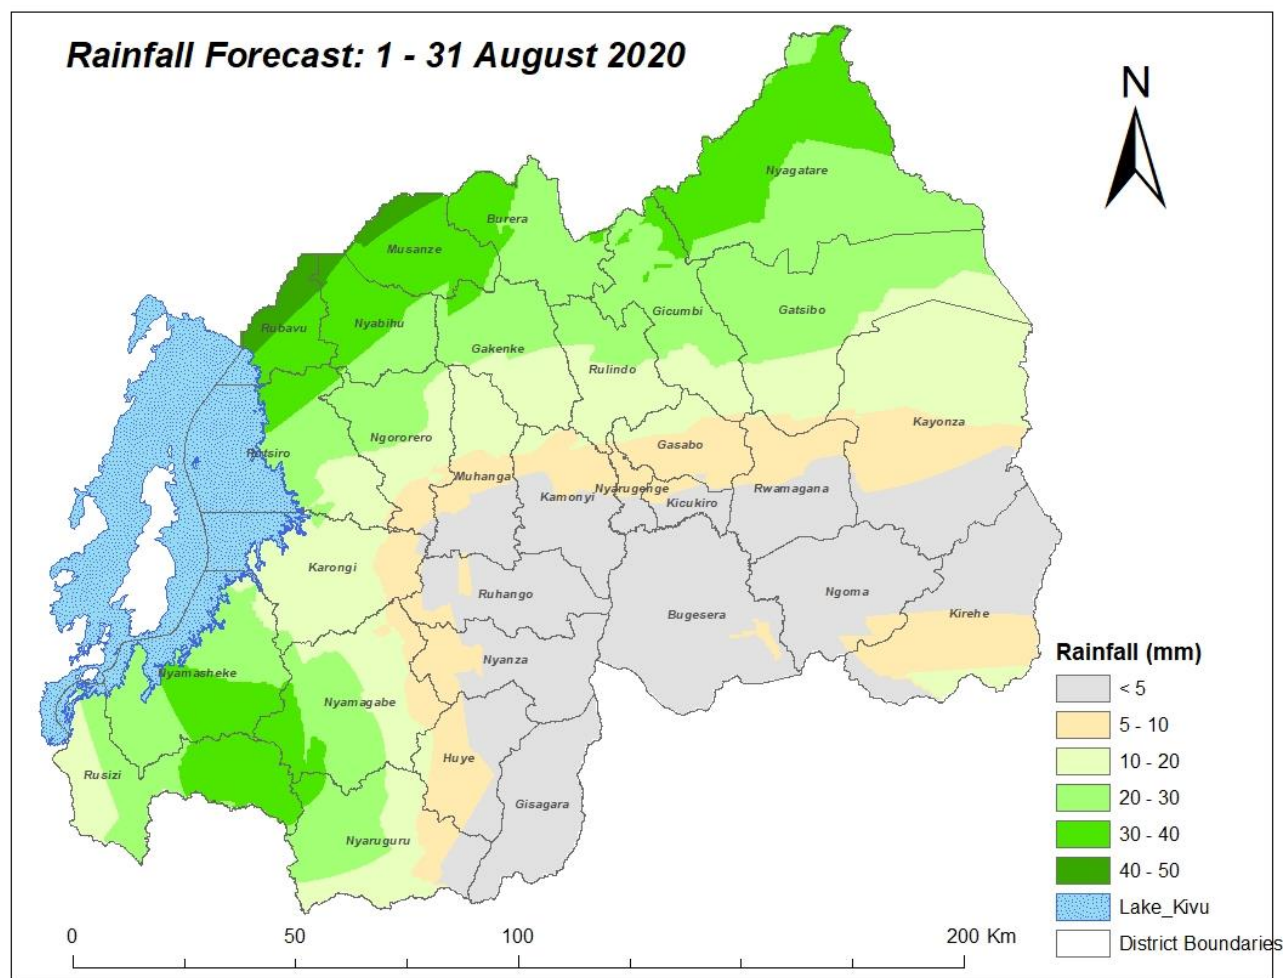 Rainfall Forecast: 1 - 31 August 2020
N
Nyagatare
Burera
Musanze
Gicumbi
Gatsibo
Rubavu
Nyabihu
Gakenke
Rulindo
Kayonza
Ngororero
Gasabo
Rutsiro
Muhanga
Nyarugenge
Rwamagana
Kamonyi
Kicukiro
Karongi
Ruhango
Ngoma
Bugesera
Kirehe
Nyanza
Nyamasheke
Nyamagabe
Huye
Rusizi
Gisagara
Nyaruguru
Rainfall (mm)
< 5
5 - 10
10 - 20
20 - 30
30 - 40
40 - 50
Lake_Kivu
District Boundaries
0 50 100 200 Km